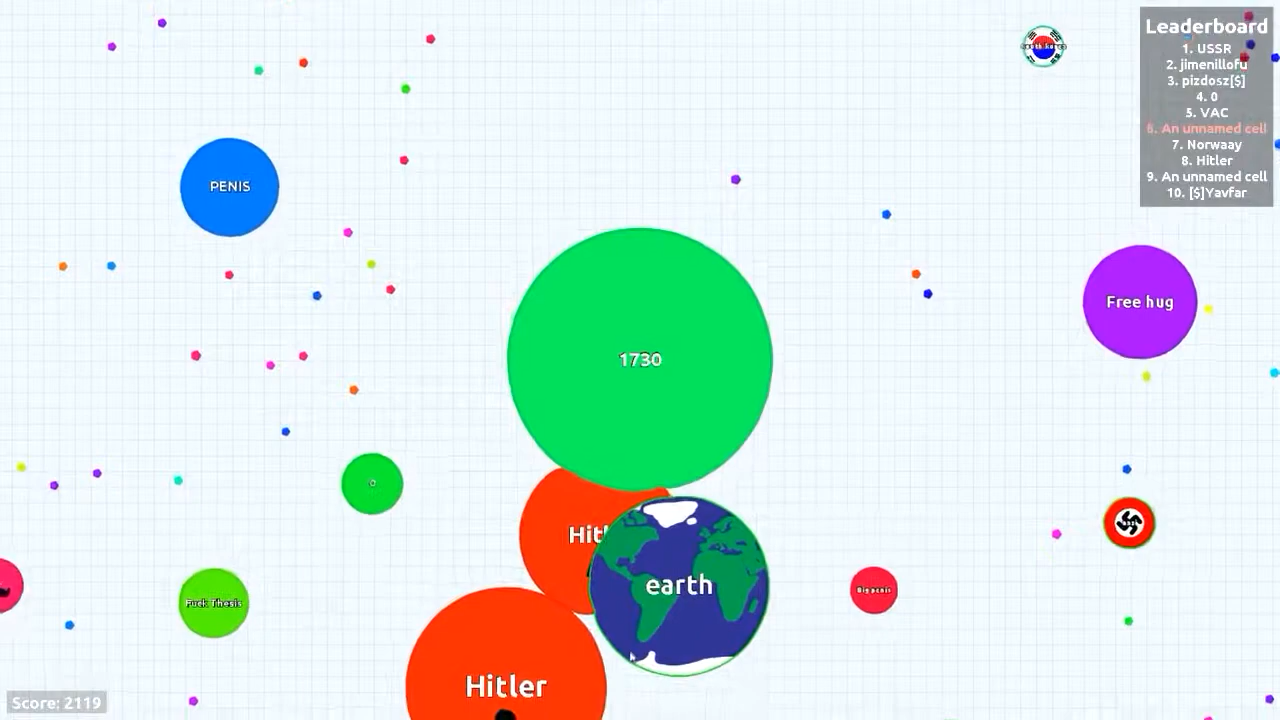 Leaderboard
1. USSR
2. jimenillofu
3. pizdosz[$]
4. 0
5. VAC
6. An unnamed cell
7. Norwaay
8. Hitler
9. An unnamed cell
10. [$]Yavfar
PENIS
Free hug
1730
Hitl
earth
Fuck Thesis
Hitler
Score: 2119